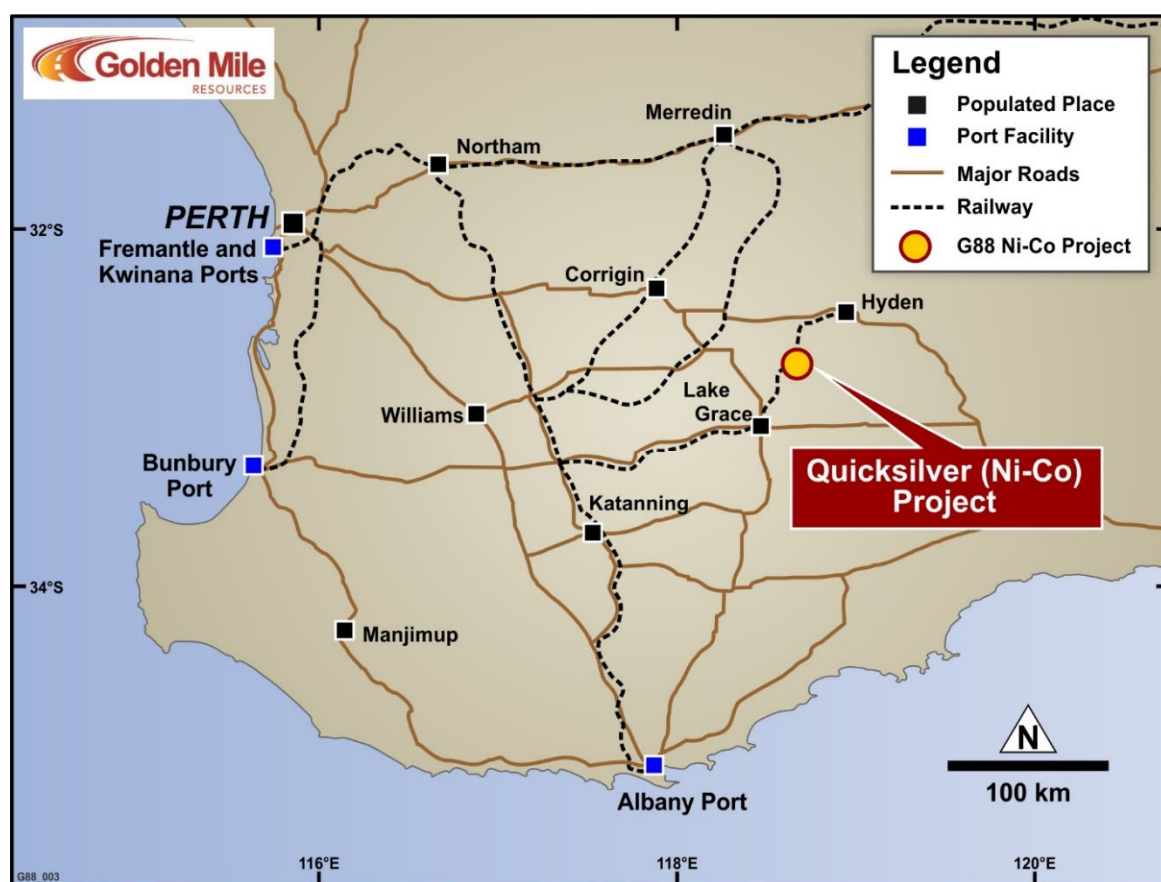 Golden Mile
RESOURCES
Legend
Populated Place
Port Facility
Major Roads
Railway
G88 Ni-Co Project
Merredin
Northam
PERTH
Fremantle and
Kwinana Ports
32°S
Corrigin
Hyden
Lake
Grace
Williams
Bunbury
Port
Quicksilver (Ni-Co)
Project
Katanning
34°S
Manjimup
N
100 km
Albany Port
116°E
118°E
120°E
G88_003